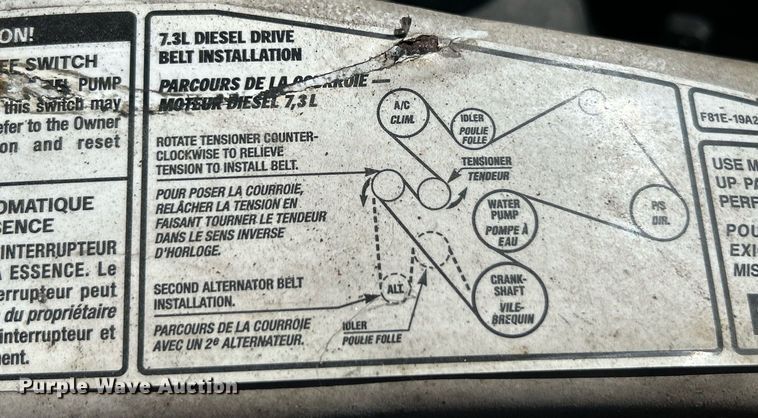 ON!
FF SWITCH
PUMP
this switch may
efer to the Owner
on and reset
OMATIQUE
SSENCE
INTERRUPTEUR
A ESSENCE. Le
errupteur peut
du propriétaire
interrupteur et
ment.
7.3L DIESEL DRIVE
BELT INSTALLATION
PARCOURS DE LA COURROIE —
MOTEUR DIESEL 7,3 L
ROTATE TENSIONER COUNTER-
CLOCKWISE TO RELIEVE
TENSION TO INSTALL BELT.
PUR POSER LA COURROIE,
RELÂCHER LA TENSION EN
FAISANT TOURNER LE TENDEUR
DANS LE SENS INVERSE
D'HORLOGE.
SECOND ALTERNATOR BELT
INSTALLATION.
PARCOURS DE LA COURROIE
AVEC UN 2e ALTERNATEUR.
A/C
CLIM.
IDLER
POULIE
FOLLE
TENSIONER
TENDEUR
WATER
PUMP
POMPE À
EAU
P/S
DIR.
ALT.
IDLER
POULIE FOLLE
CRANK-
SHAFT
VILE-
BREQUIN
F81E-19A2
USE M
UP PA
PERF
POU
EXI
MIS
Purple Wave Auction